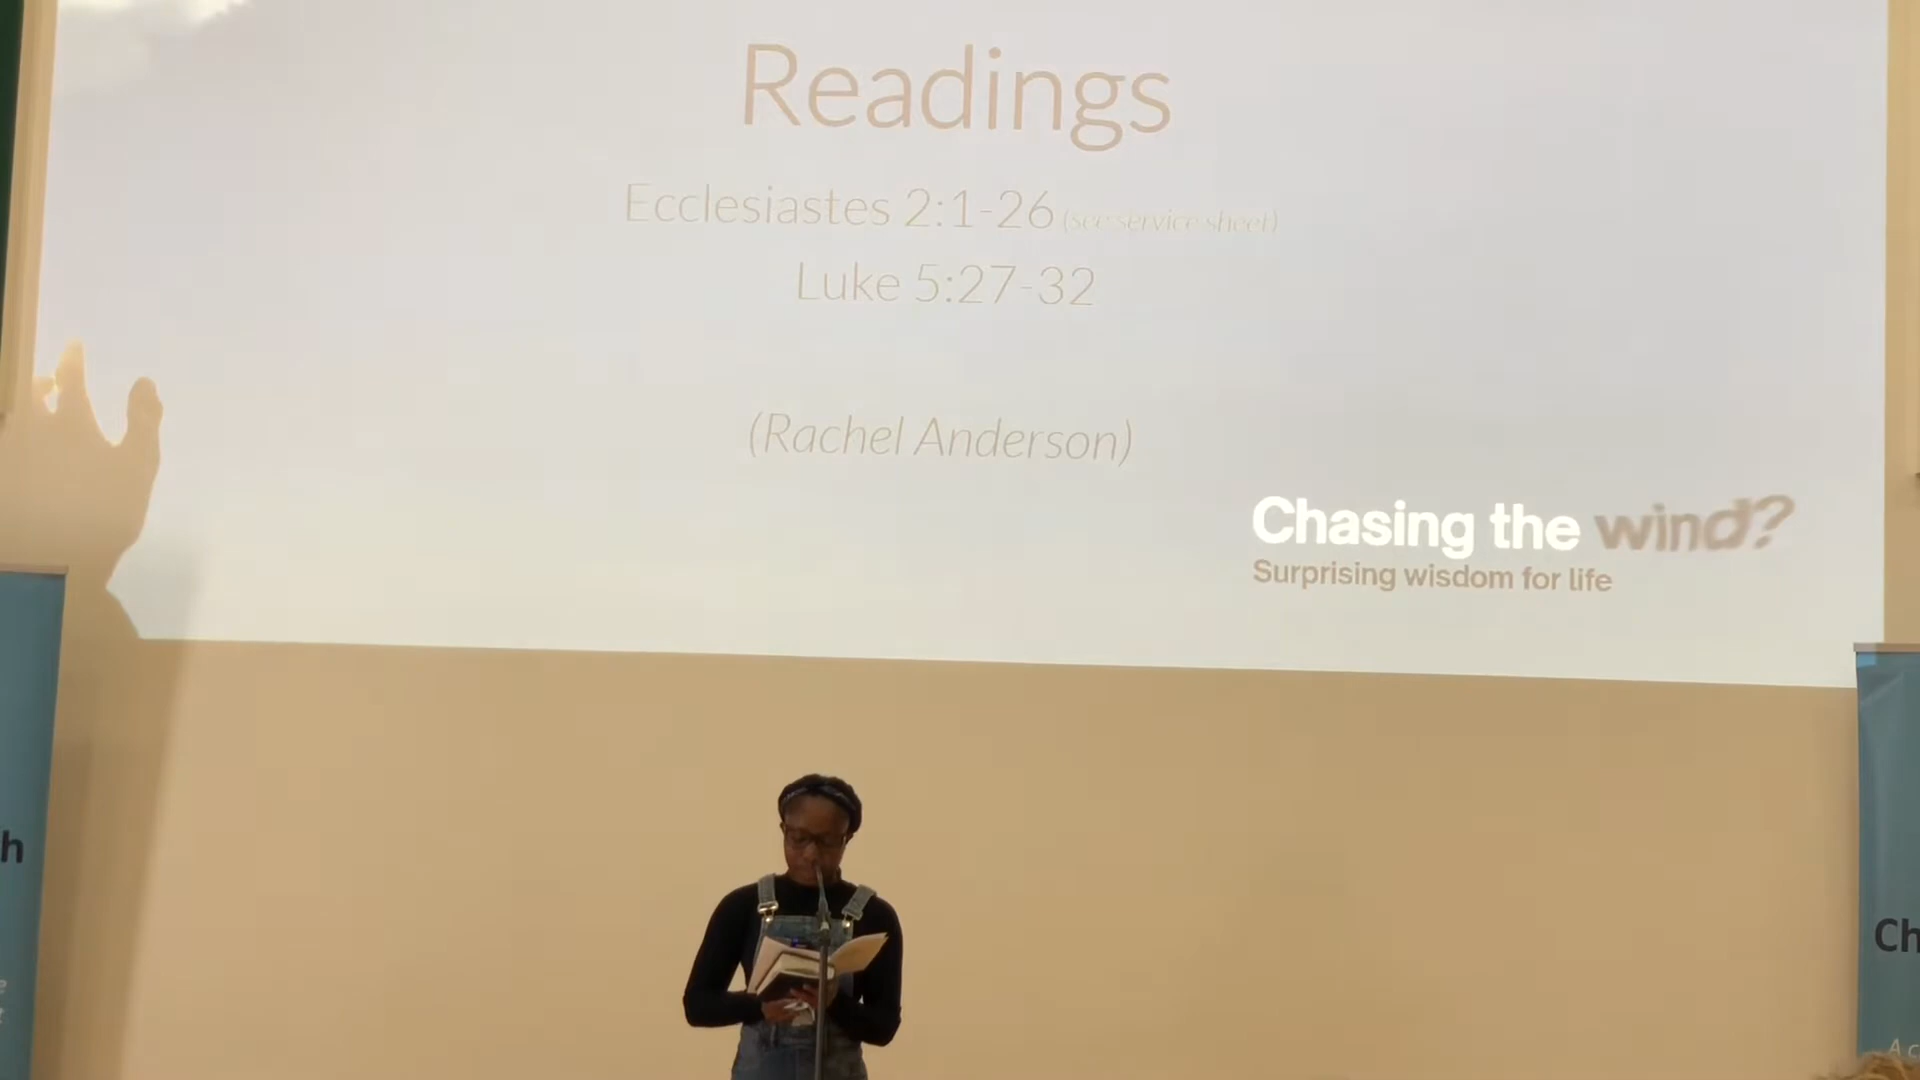 Readings
Ecclesiastes 2:1-26 (see service sheet)
Luke 5:27-32
(Rachel Anderson)
Chasing the wind?
Surprising wisdom for life
h
e
t
Ch
A c